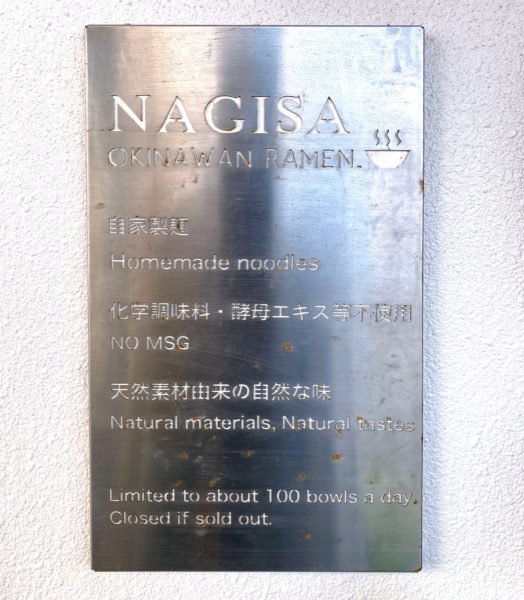 NAGISA
OKINAWAN RAMEN.
自家製麺
Homemade noodles
化学調味料・酵母エキス等不使用
NO MSG
天然素材由来の自然な味
Natural materials, Natural tastes
Limited to about 100 bowls a day.
Closed if sold out.